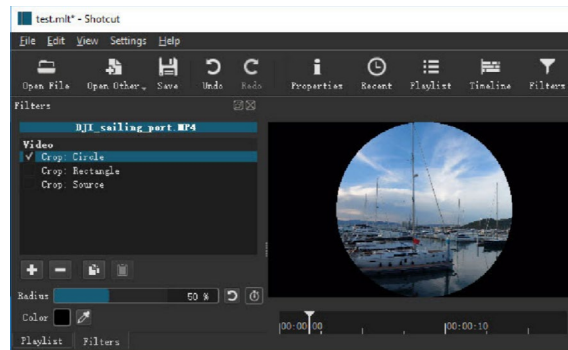 test.mlt* - Shotcut
File Edit View Settings Help
Open File Open Other Save Undo Redo Properties Recent Playlist Timeline Filters
Filters
DJI_sailing_port.MP4
Video
Crop: Circle
Crop: Rectangle
Crop: Source
Radius 50 %
Color
00:00:00 00:00:10
Playlist Filters